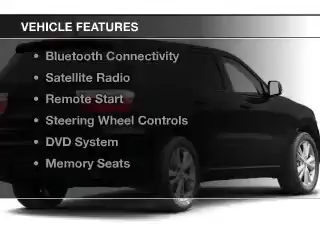 VEHICLE FEATURES
• Bluetooth Connectivity
• Satellite Radio
• Remote Start
• Steering Wheel Controls
• DVD System
• Memory Seats